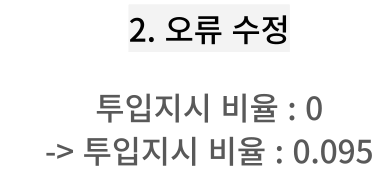 2. 오류 수정
투입지시 비율 : 0
-> 투입지시 비율 : 0.095